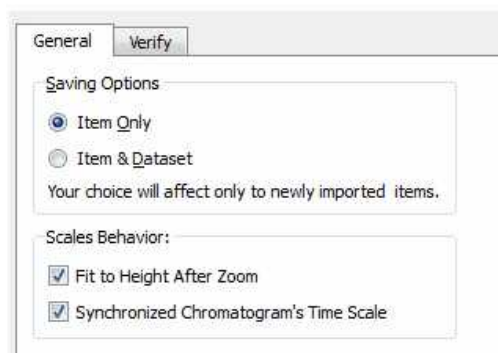 General Verify
Saving Options
Item Only
Item & Dataset
Your choice will affect only to newly imported items.
Scales Behavior:
Fit to Height After Zoom
Synchronized Chromatogram's Time Scale